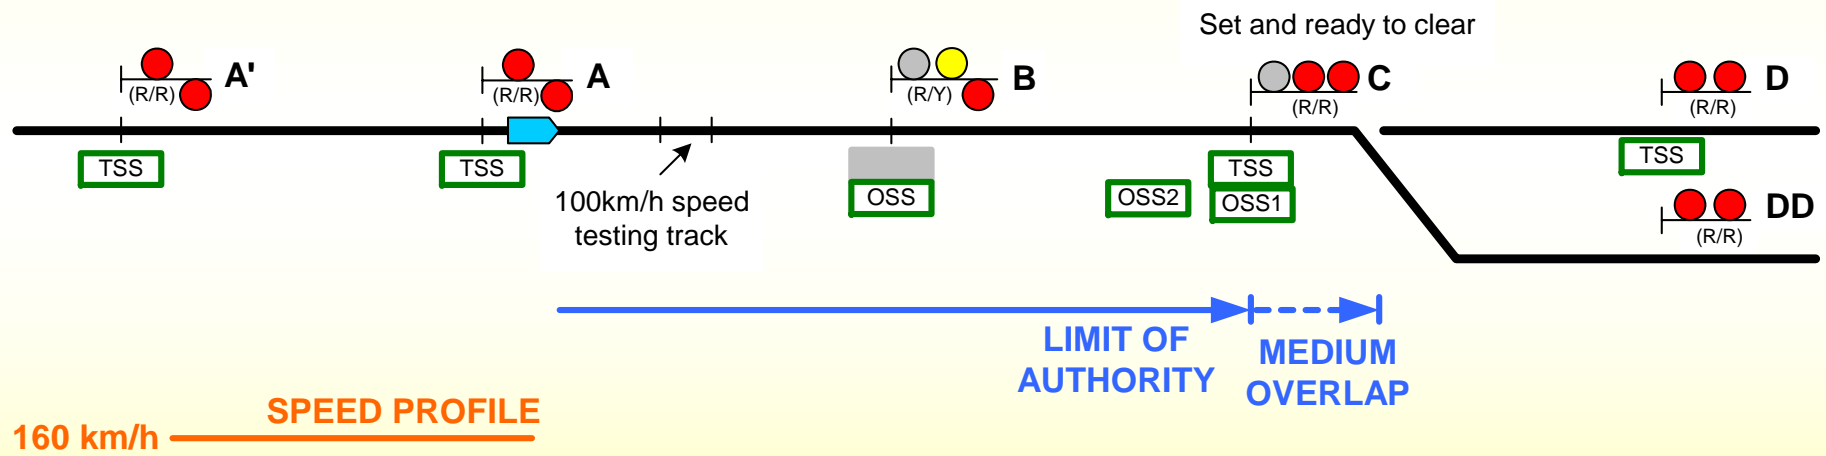 Set and ready to clear
A'
(R/R)
A
(R/R)
B
(R/Y)
C
(R/R)
D
(R/R)
TSS
TSS
100km/h speed
testing track
OSS
OSS2
TSS
OSS1
TSS
DD
(R/R)
LIMIT OF
AUTHORITY
MEDIUM
OVERLAP
SPEED PROFILE
160 km/h